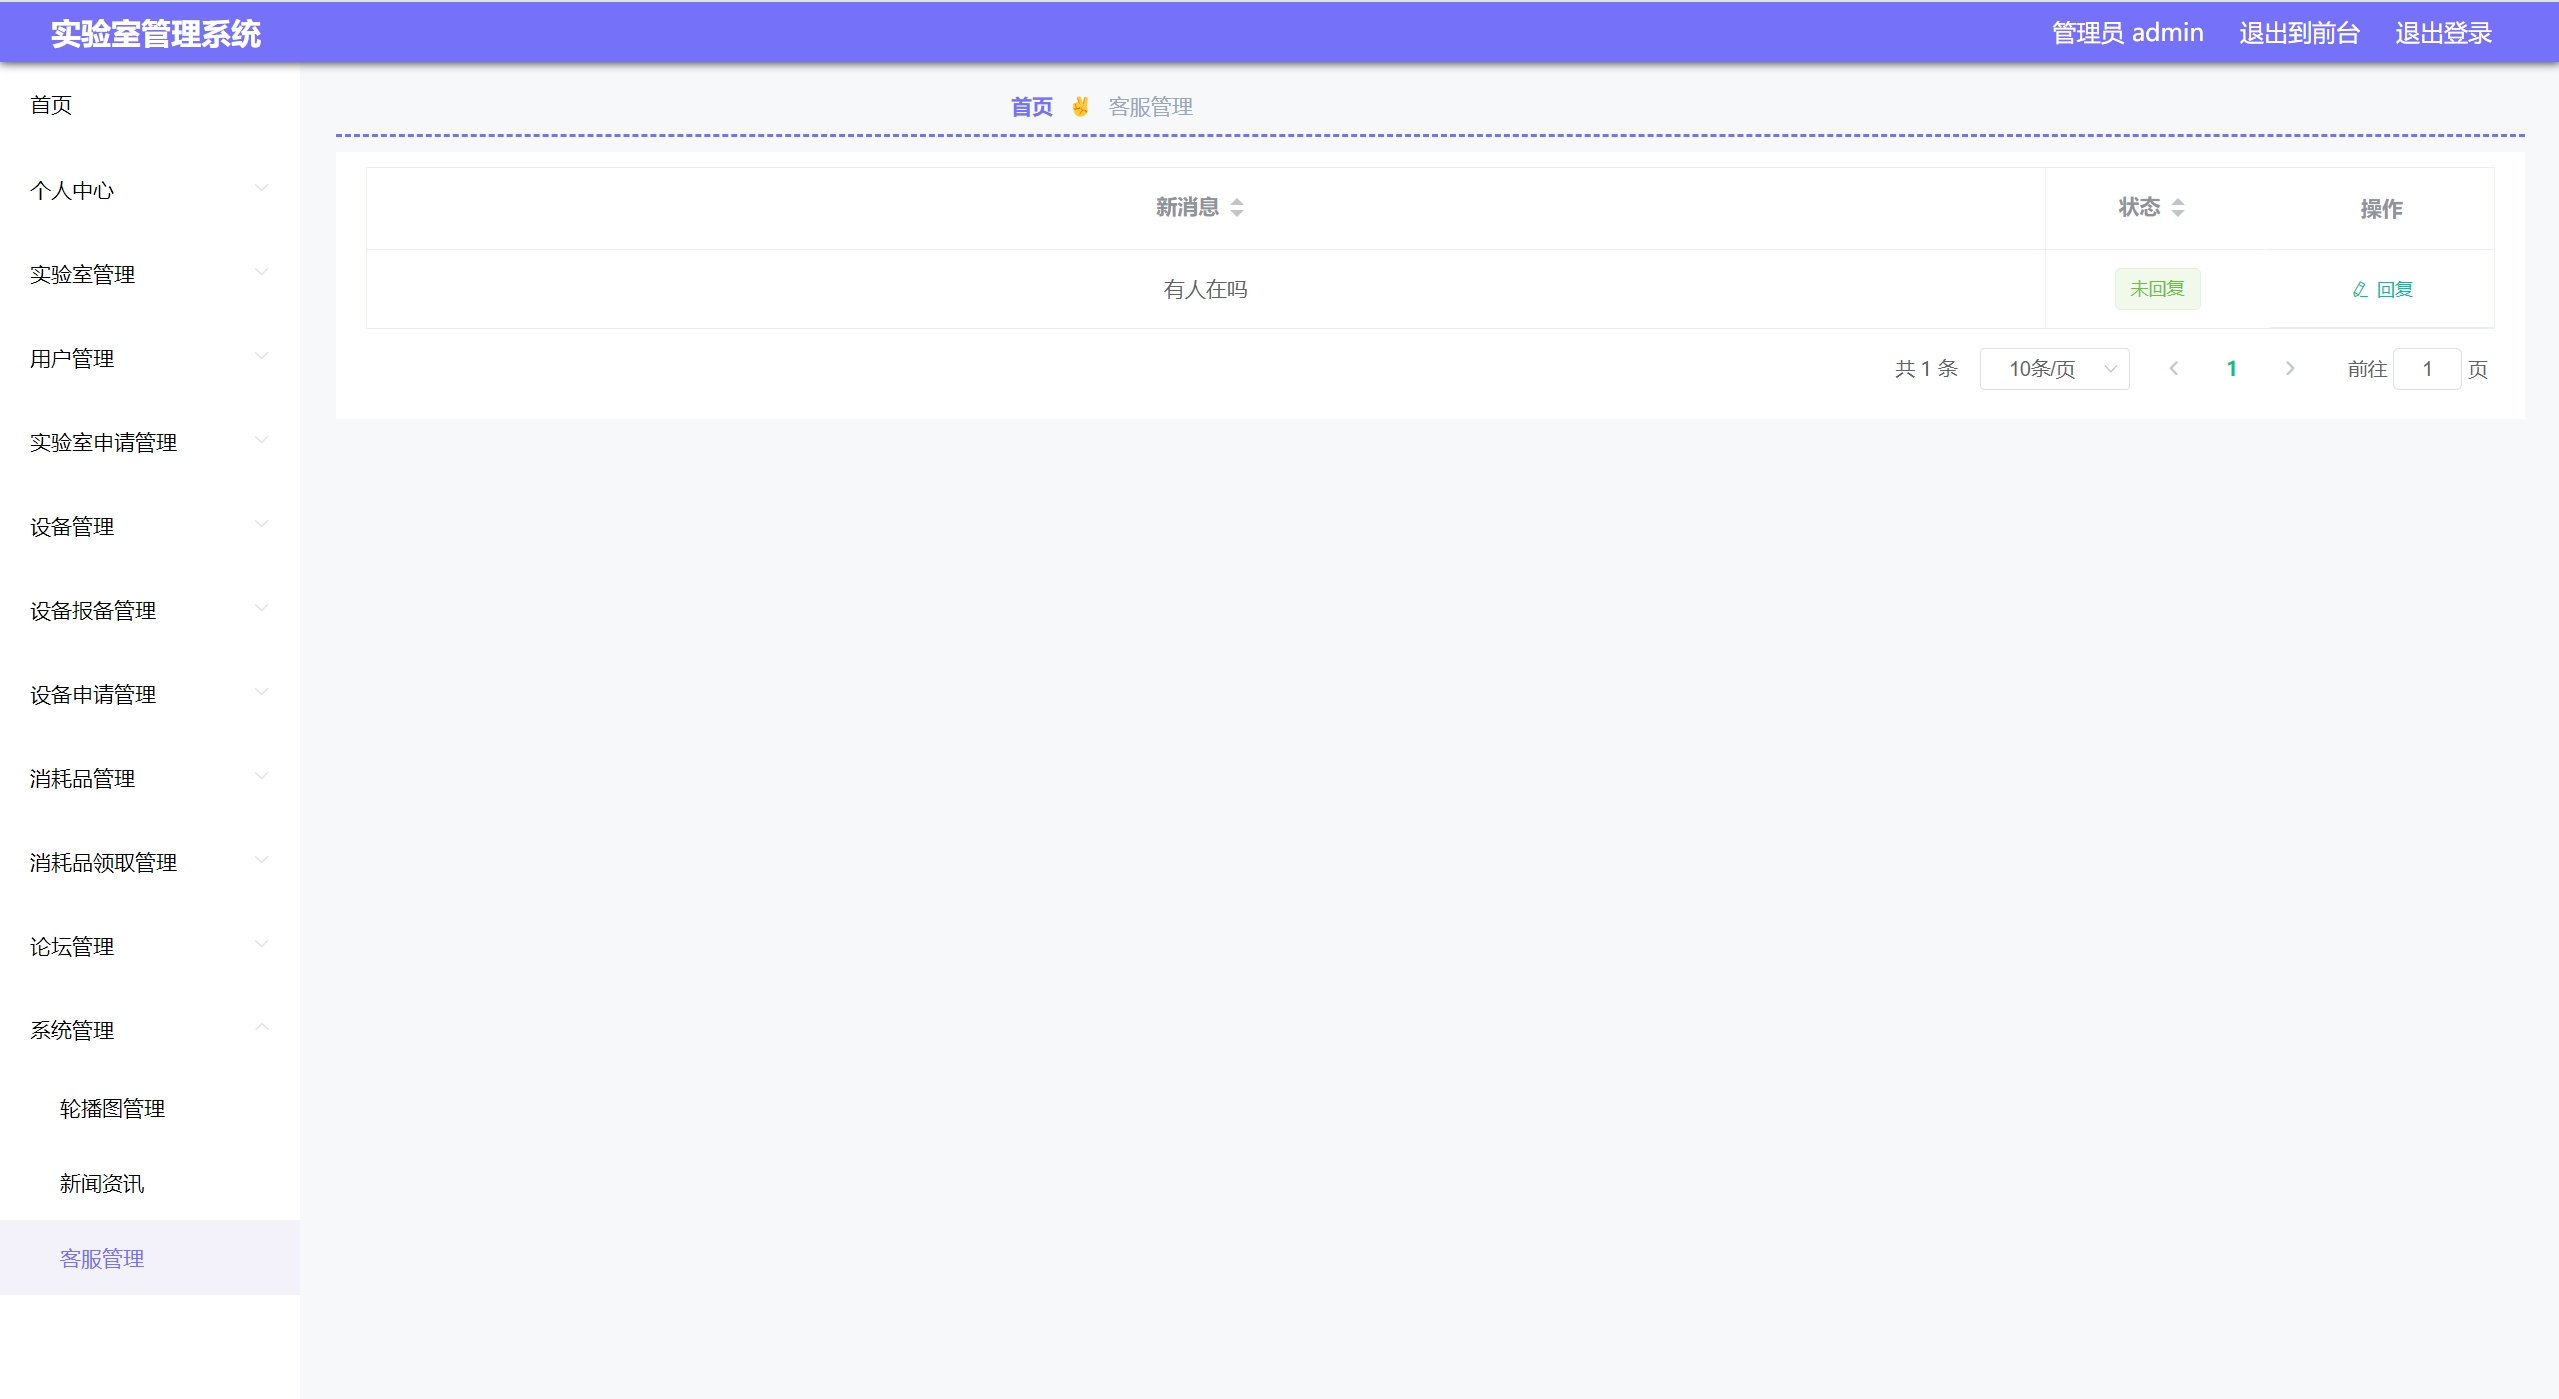 实验室管理系统
管理员 admin 退出到前台 退出登录
首页
个人中心
实验室管理
用户管理
实验室申请管理
设备管理
设备报备管理
设备申请管理
消耗品管理
消耗品领取管理
论坛管理
系统管理
轮播图管理
新闻资讯
客服管理
首页 ✌ 客服管理
新消息 状态 操作
有人在吗 未回复 回复
共 1 条 10条/页 1 前往 1 页